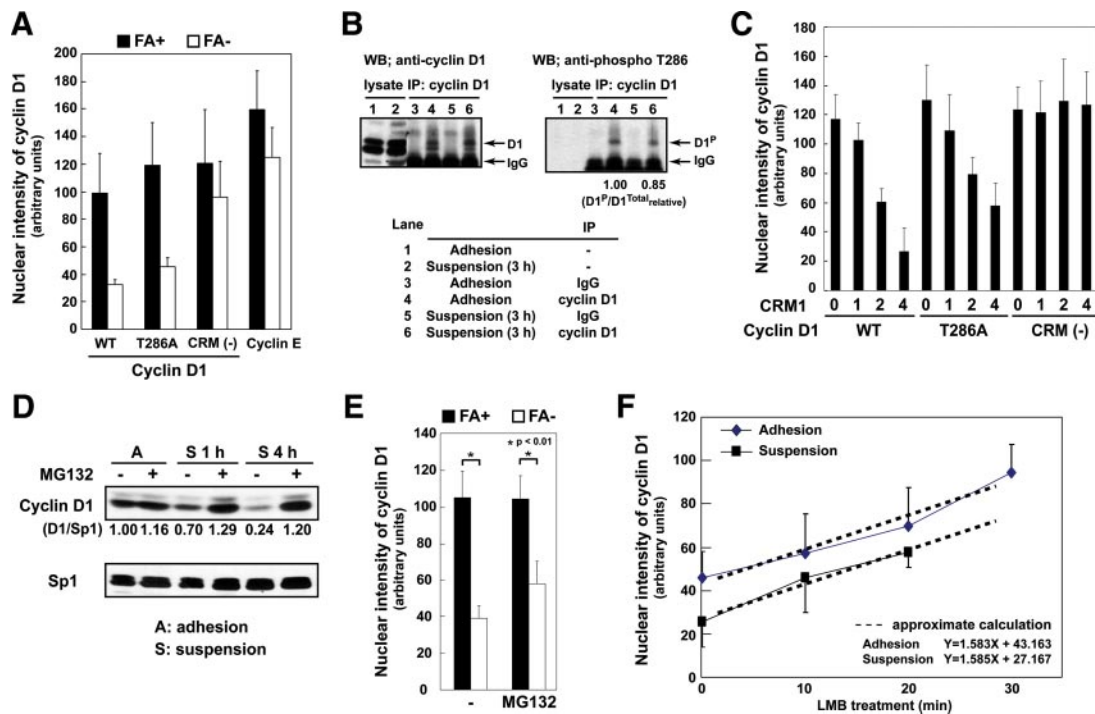 A
FA+ FA-
Nuclear intensity of cyclin D1
(arbitrary units)
200
180
160
140
120
100
80
60
40
20
0
WT T286A CRM (-) Cyclin E
Cyclin D1
B
WB; anti-cyclin D1 WB; anti-phospho T286
lysate IP: cyclin D1 lysate IP: cyclin D1
1 2 3 4 5 6 1 2 3 4 5 6
D1 D1P
IgG IgG
1.00 0.85
(D1P/D1Total relative)
Lane IP
1 Adhesion -
2 Suspension (3 h) -
3 Adhesion IgG
4 Adhesion cyclin D1
5 Suspension (3 h) IgG
6 Suspension (3 h) cyclin D1
C
Nuclear intensity of cyclin D1
(arbitrary units)
180
160
140
120
100
80
60
40
20
0
CRM1 0 1 2 4 0 1 2 4 0 1 2 4
Cyclin D1 WT T286A CRM (-)
D
A S 1 h S 4 h
MG132 - + - + - +
Cyclin D1
(D1/Sp1) 1.00 1.16 0.70 1.29 0.24 1.20
Sp1
A: adhesion
S: suspension
E
FA+ FA-
Nuclear intensity of cyclin D1
(arbitrary units)
140
120
100
80
60
40
20
0
* p < 0.01
* *
- MG132
F
Nuclear intensity of cyclin D1
(arbitrary units)
120
100
80
60
40
20
0
Adhesion
Suspension
approximate calculation
Adhesion Y=1.583X + 43.163
Suspension Y=1.585X + 27.167
0 10 20 30
LMB treatment (min)